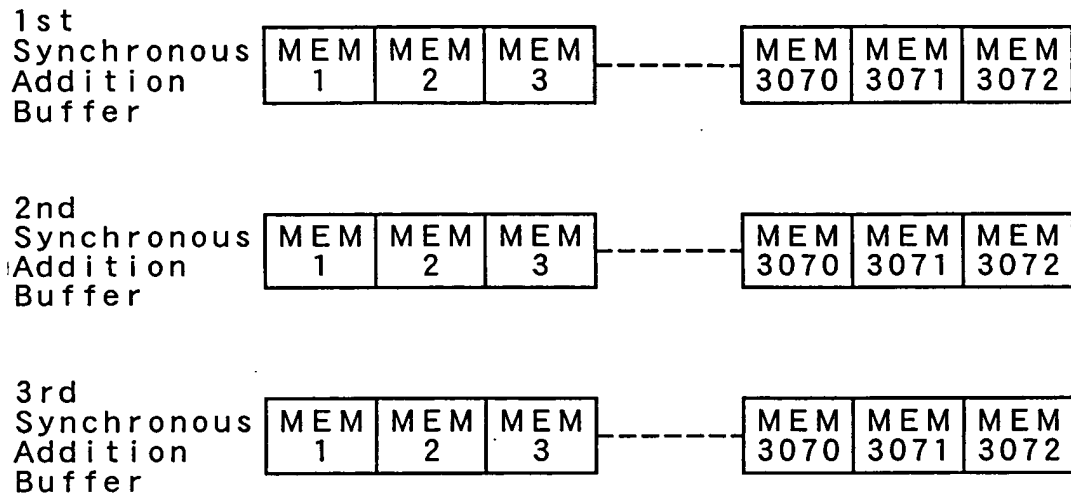 1st
Synchronous
Addition
Buffer
MEM 1 MEM 2 MEM 3 MEM 3070 MEM 3071 MEM 3072
2nd
Synchronous
Addition
Buffer
MEM 1 MEM 2 MEM 3 MEM 3070 MEM 3071 MEM 3072
3rd
Synchronous
Addition
Buffer
MEM 1 MEM 2 MEM 3 MEM 3070 MEM 3071 MEM 3072